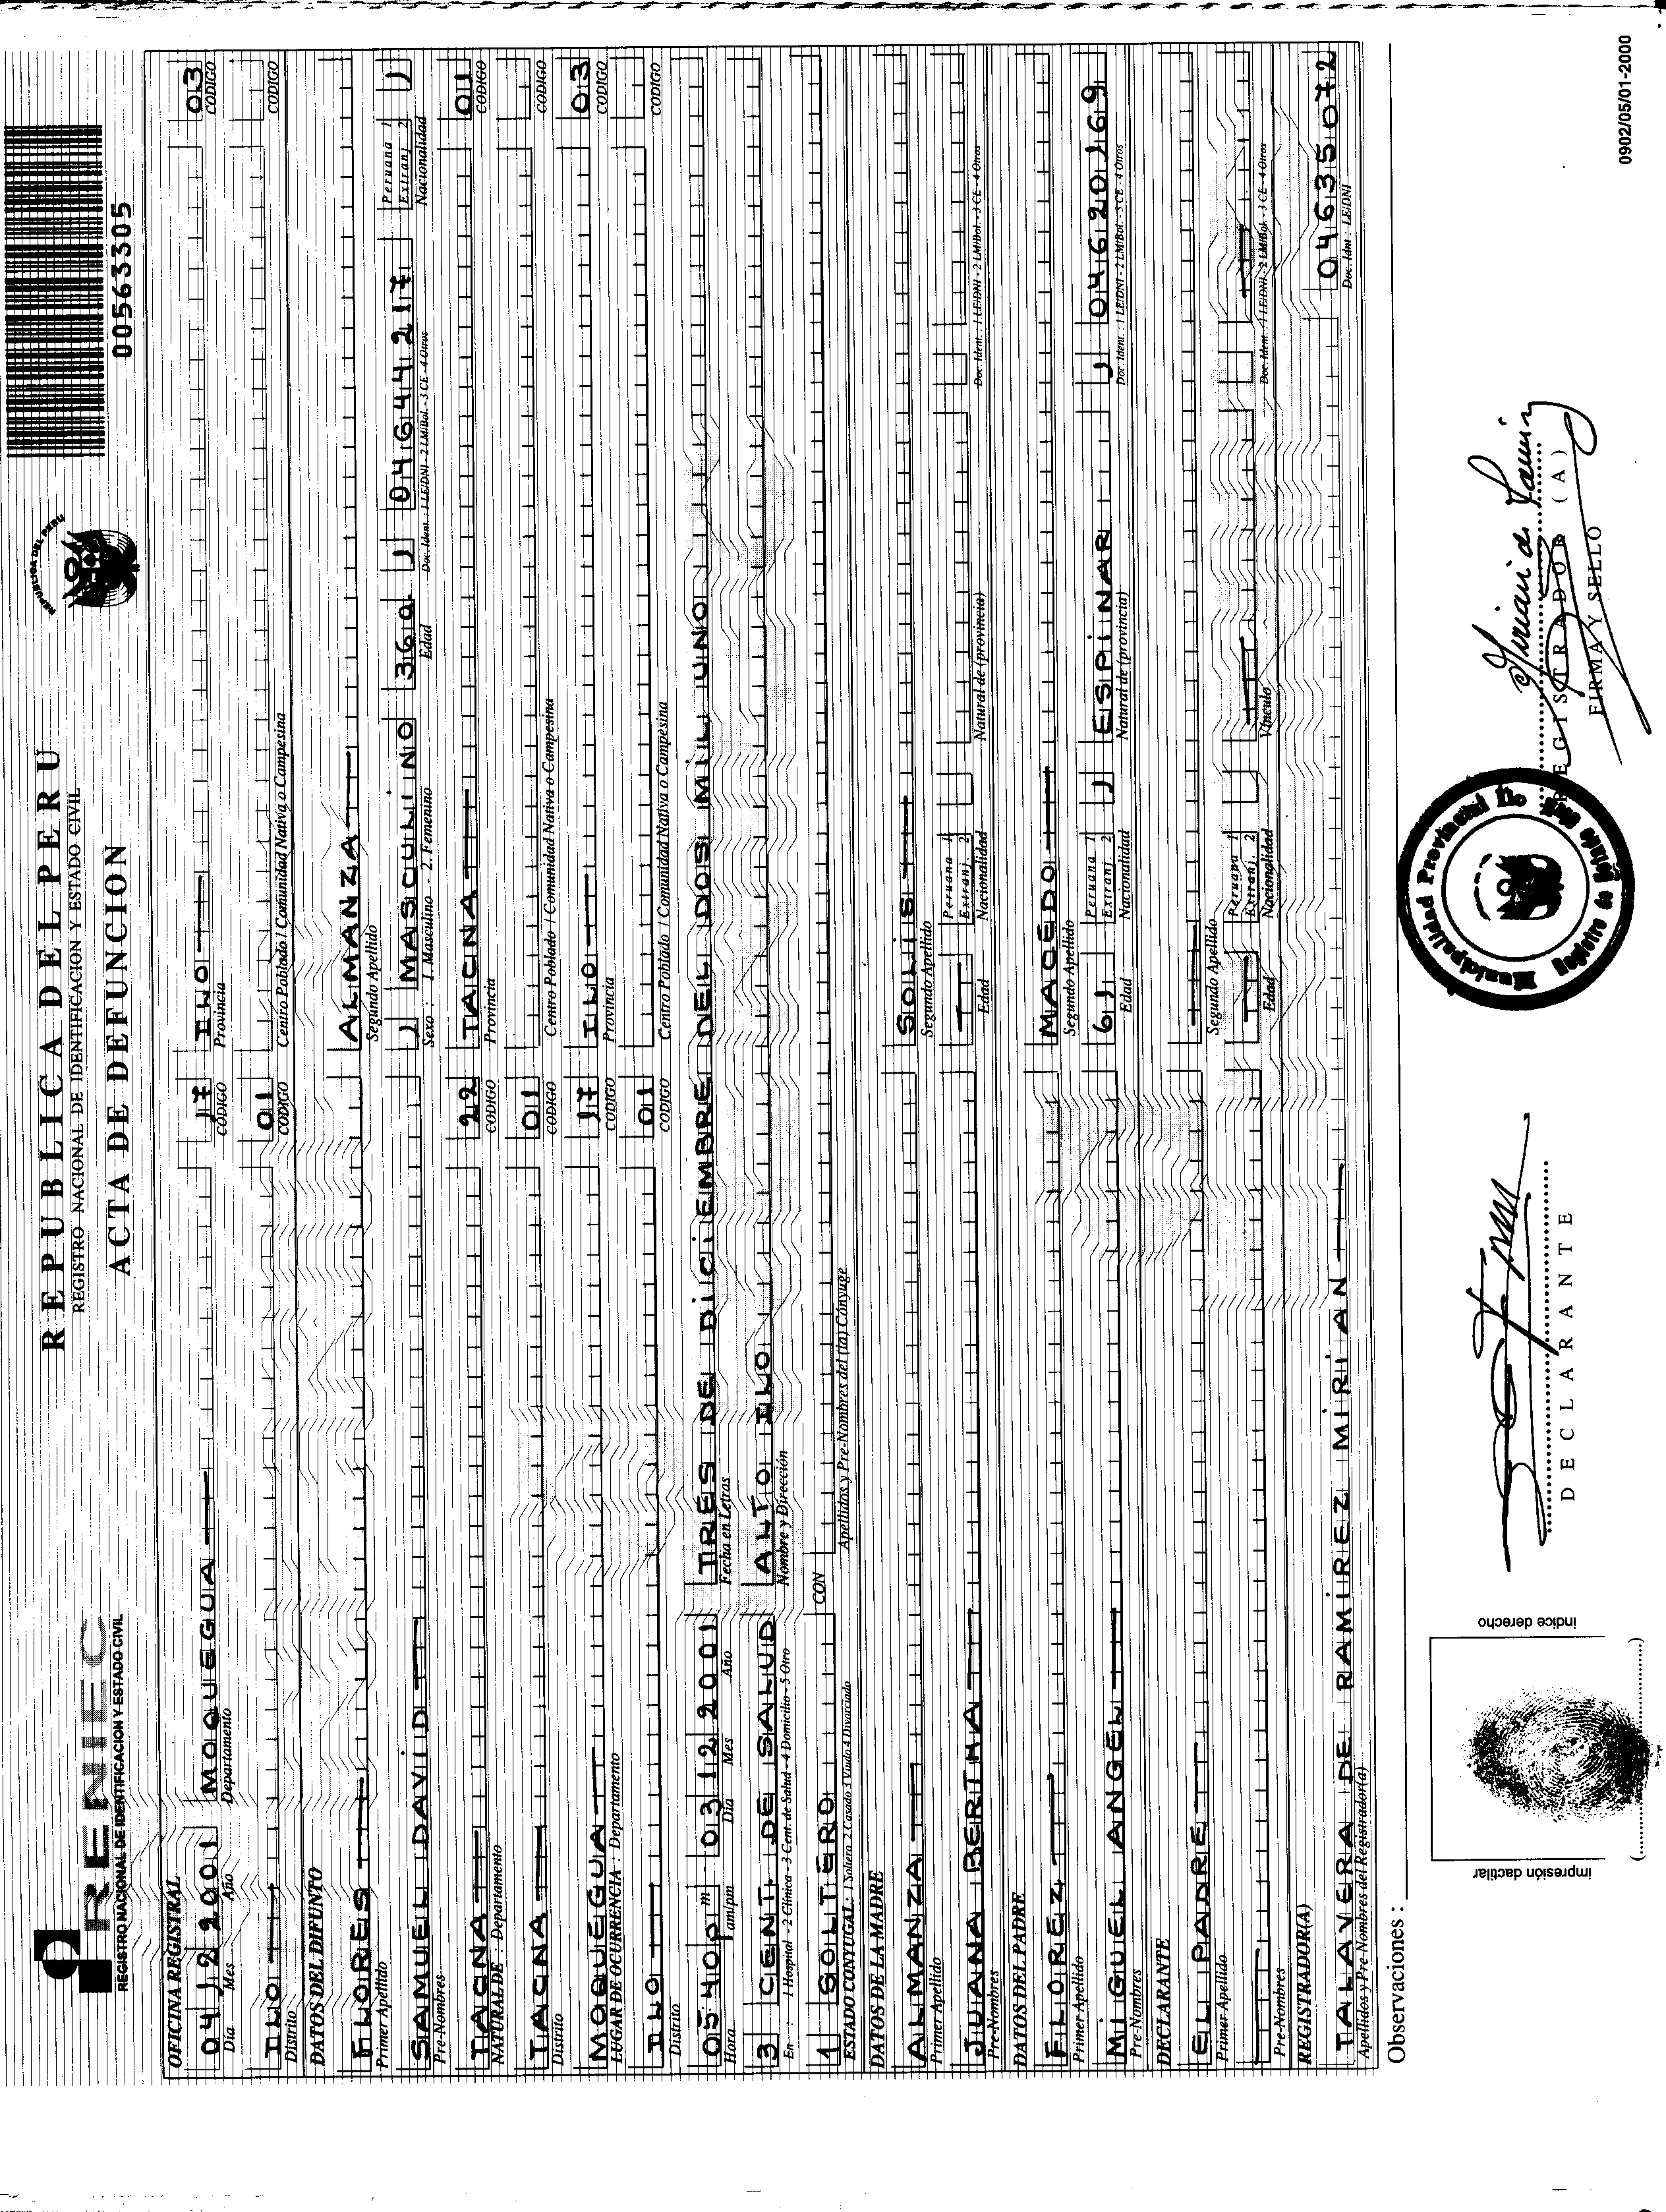 RENIEC
REGISTRO NACIONAL DE IDENTIFICACION Y ESTADO CIVIL
REPUBLICA DEL PERU
REGISTRO NACIONAL DE IDENTIFICACION Y ESTADO CIVIL
ACTA DE DEFUNCION
REPUBLICA DEL PERU
00563305
OFICINA REGISTRAL
04 12 2001 MOQUEGUA 17 ILO 03
Día Mes Año Departamento CODIGO Provincia CODIGO
ILO 01
Distrito CODIGO Centro Poblado / Comunidad Nativa o Campesina CODIGO
DATOS DEL DIFUNTO
FLORES ALMANZA
Primer Apellido Segundo Apellido
SAMUEL DAVID 1 MASCULINO 36a 1 04644217 Peruana 1 Extranj. 2 1
Pre-Nombres Sexo : 1. Masculino - 2. Femenino Edad Doc. Ident. : 1 LE/DNI - 2 LM/Bol. - 3 CE - 4 Otros Nacionalidad
TACNA 22 TACNA 01
NATURAL DE : Departamento CODIGO Provincia CODIGO
TACNA 01
Distrito CODIGO Centro Poblado / Comunidad Nativa o Campesina CODIGO
MOQUEGUA 17 ILO 03
LUGAR DE OCURRENCIA : Departamento CODIGO Provincia CODIGO
ILO 01
Distrito CODIGO Centro Poblado / Comunidad Nativa o Campesina CODIGO
05:40 pm 03 12 2001 TRES DE DICIEMBRE DEL DOS MIL UNO
Hora am/pm Día Mes Año Fecha en Letras
3 CENT. DE SALUD ALTO ILO
En : 1 Hospital - 2 Clínica - 3 Cent. de Salud - 4 Domicilio - 5 Otro Nombre y Dirección
1 SOLTERO CON
ESTADO CONYUGAL: 1 Soltero 2 Casado 3 Viudo 4 Divorciado Apellidos y Pre-Nombres del (la) Cónyuge
DATOS DE LA MADRE
ALMANZA SOLIS
Primer Apellido Segundo Apellido
JUANA BERTHA Peruana 1 Extranj. 2
Pre-Nombres Edad Nacionalidad Natural de (provincia) Doc. Ident. : 1 LE/DNI - 2 LM/Bol. - 3 CE - 4 Otros
DATOS DEL PADRE
FLOREZ MACEDO
Primer Apellido Segundo Apellido
MIGUEL ANGEL 61 Peruana 1 Extranj. 2 1 ESPINAR 1 04620169
Pre-Nombres Edad Nacionalidad Natural de (provincia) Doc. Ident. : 1 LE/DNI - 2 LM/Bol. - 3 CE - 4 Otros
DECLARANTE
EL PADRE
Primer Apellido Segundo Apellido
Peruana 1 Extranj. 2
Pre-Nombres Edad Nacionalidad Vínculo Doc. Ident. : 1 LE/DNI - 2 LM/Bol. - 3 CE - 4 Otros
REGISTRADOR(A)
TALAVERA DE RAMIREZ MIRIAN 04635072
Apellidos y Pre Nombres del Registrador(a) Doc. Idnt. : LE/DNI
Observaciones :
impresión dactilar índice derecho
DECLARANTE
Municipalidad Provincial Ilo
REGISTRADOR (A)
FIRMA Y SELLO
0902/05/01-2000